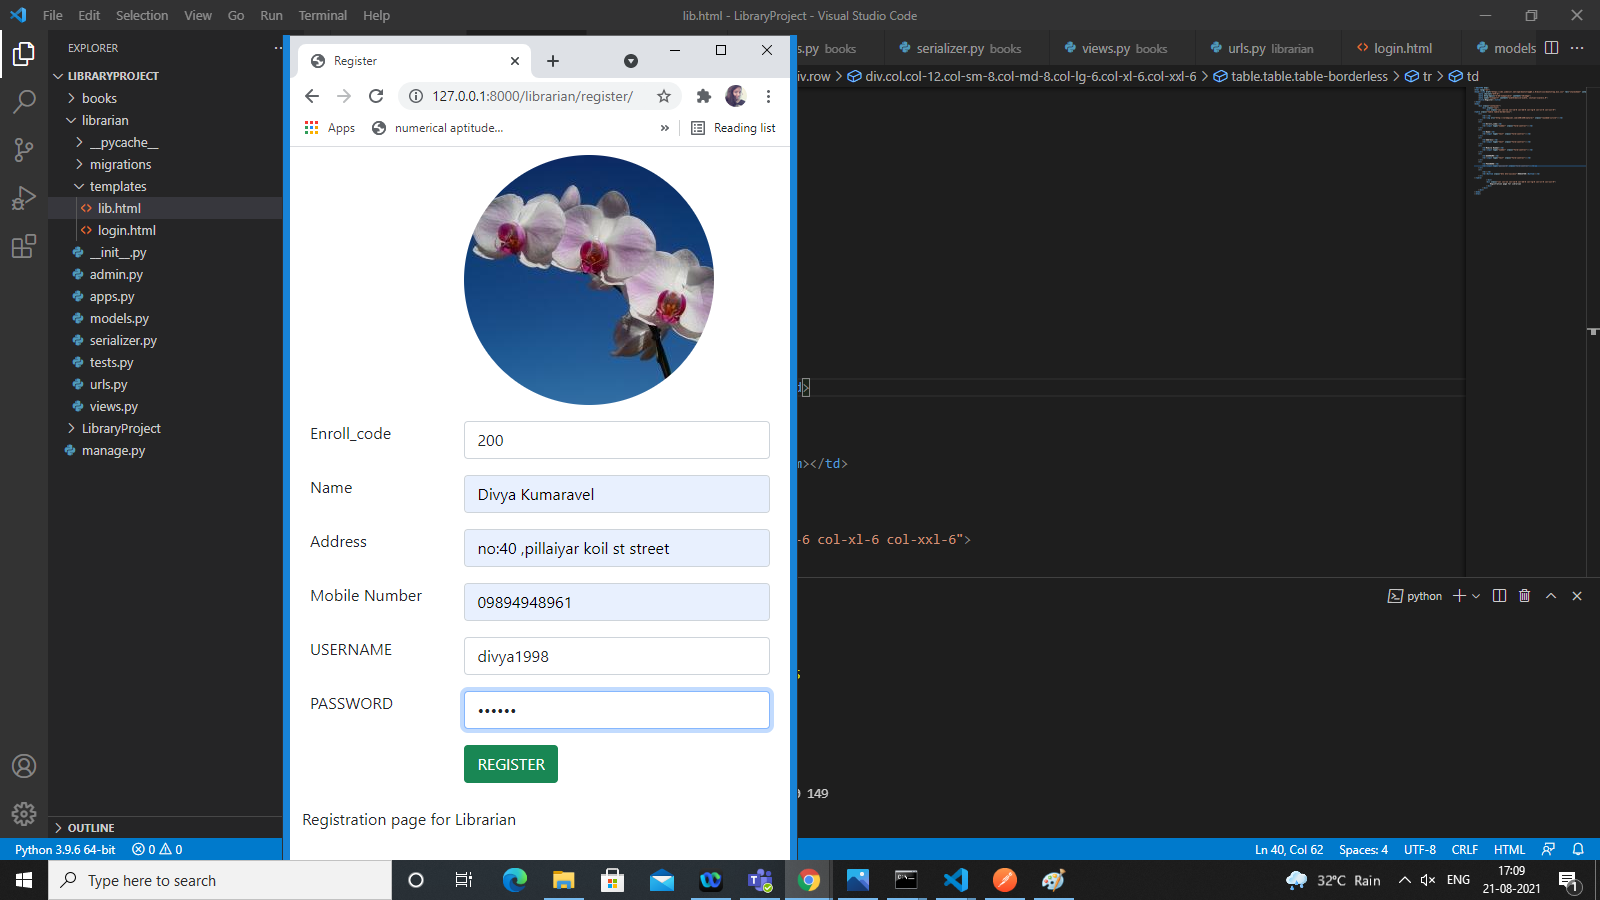 File Edit Selection View Go Run Terminal Help
lib.html - LibraryProject - Visual Studio Code
EXPLORER
LIBRARYPROJECT
books
librarian
__pycache__
migrations
templates
lib.html
login.html
__init__.py
admin.py
apps.py
models.py
serializer.py
tests.py
urls.py
views.py
LibraryProject
manage.py
OUTLINE
Register
127.0.0.1:8000/librarian/register/
Apps
numerical aptitude...
»
Reading list
Enroll_code
200
Name
Divya Kumaravel
Address
no:40 ,pillaiyar koil st street
Mobile Number
09894948961
USERNAME
divya1998
PASSWORD
••••••
REGISTER
Registration page for Librarian
s.py books
serializer.py books
views.py books
urls.py librarian
login.html
models
iv.row > div.col.col-12.col-sm-8.col-md-8.col-lg-6.col-xl-6.col-xxl-6 > table.table.table-borderless > tr > td
d>
m></td>
-6 col-xl-6 col-xxl-6">
python
149
Python 3.9.6 64-bit
0
0
Ln 40, Col 62
Spaces: 4
UTF-8
CRLF
HTML
Type here to search
32°C Rain
ENG
17:09
21-08-2021
1